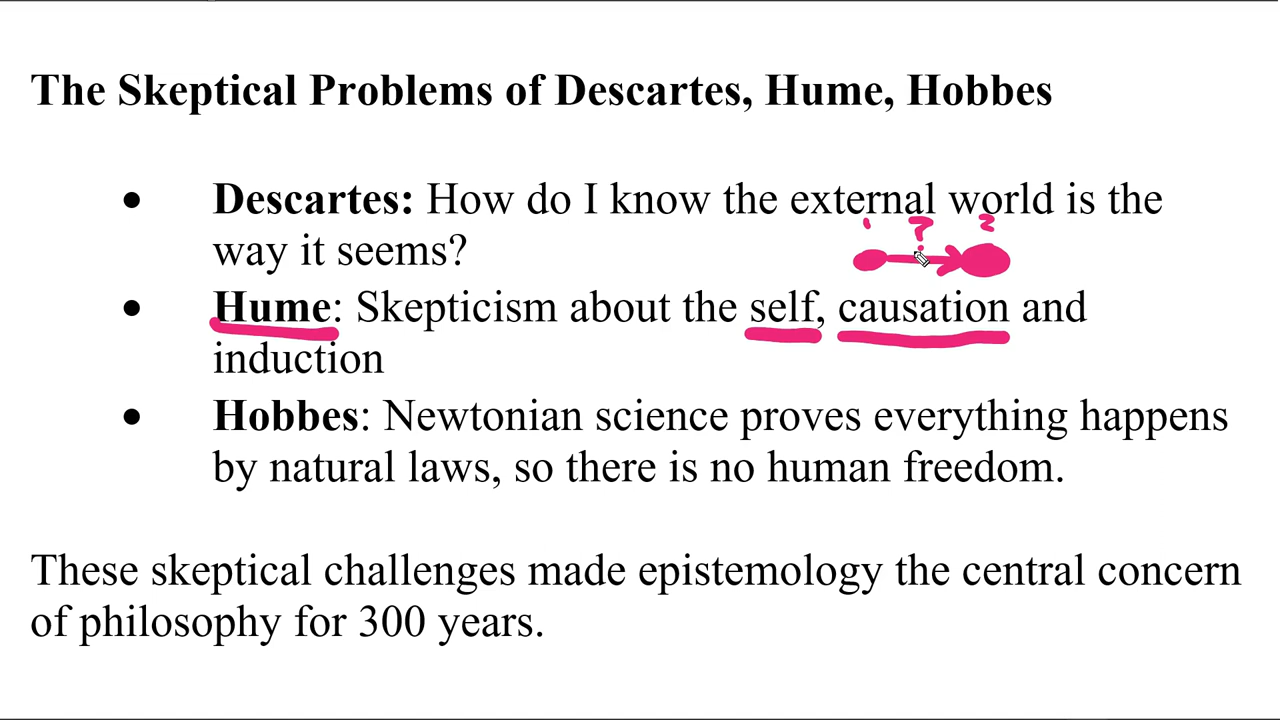 The Skeptical Problems of Descartes, Hume, Hobbes
• Descartes: How do I know the external world is the
way it seems?
1 ? 2
• Hume: Skepticism about the self, causation and
induction
• Hobbes: Newtonian science proves everything happens
by natural laws, so there is no human freedom.
These skeptical challenges made epistemology the central concern
of philosophy for 300 years.